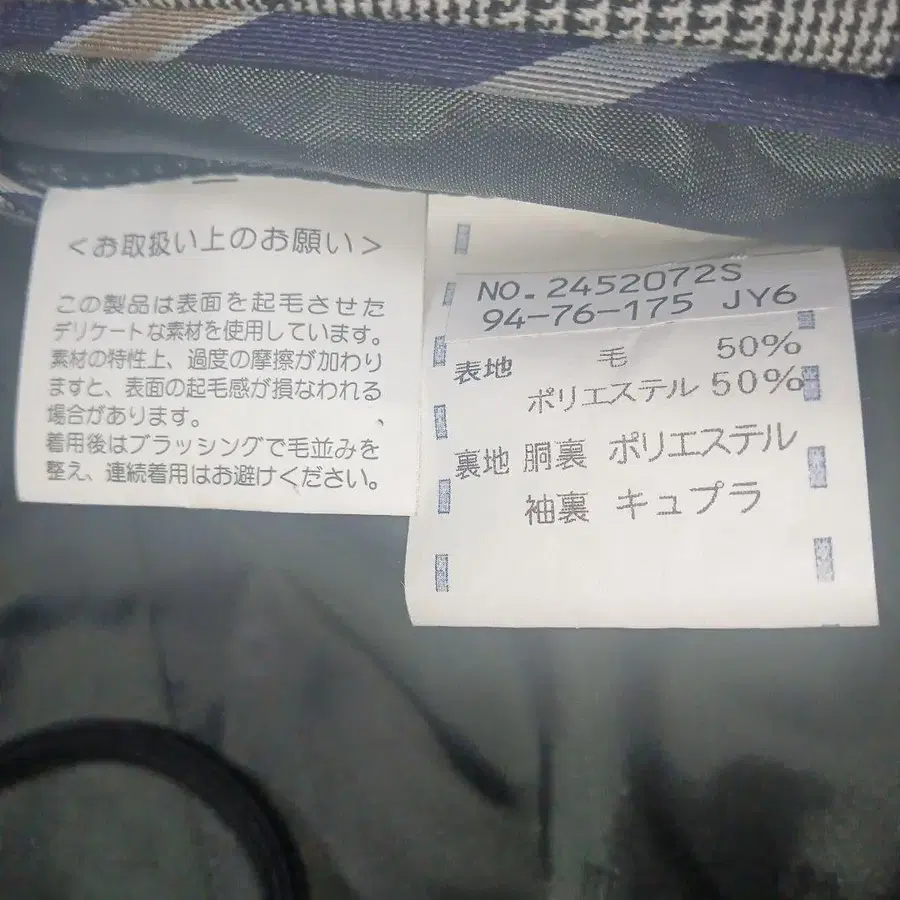 ＜お取扱い上のお願い＞
この製品は表面を起毛させた
デリケートな素材を使用しています。
素材の特性上、過度の摩擦が加わり
ますと、表面の起毛感が損なわれる
場合があります。
着用後はブラッシングで毛並みを
整え、連続着用はお避けください。
NO. 2452072S
94-76-175 JY6
表地 毛 50%
ポリエステル 50%
裏地 胴裏 ポリエステル
袖裏 キュプラ